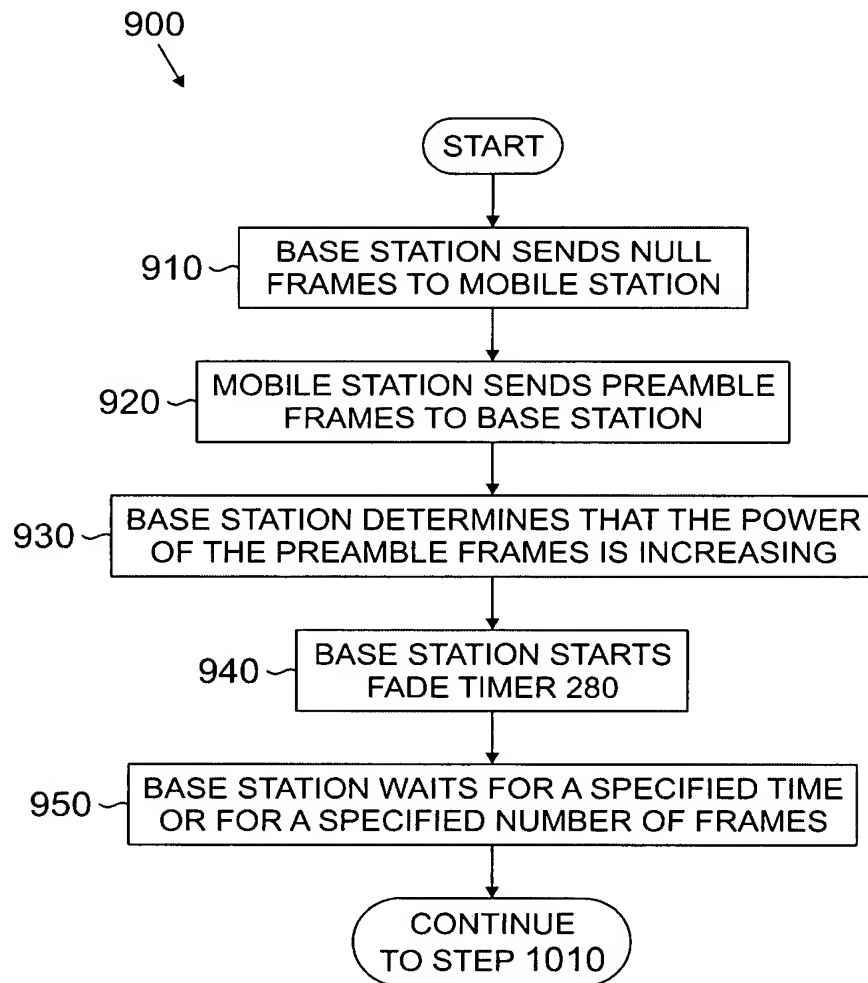 900
START
910
BASE STATION SENDS NULL
FRAMES TO MOBILE STATION
920
MOBILE STATION SENDS PREAMBLE
FRAMES TO BASE STATION
930
BASE STATION DETERMINES THAT THE POWER
OF THE PREAMBLE FRAMES IS INCREASING
940
BASE STATION STARTS
FADE TIMER 280
950
BASE STATION WAITS FOR A SPECIFIED TIME
OR FOR A SPECIFIED NUMBER OF FRAMES
CONTINUE
TO STEP 1010